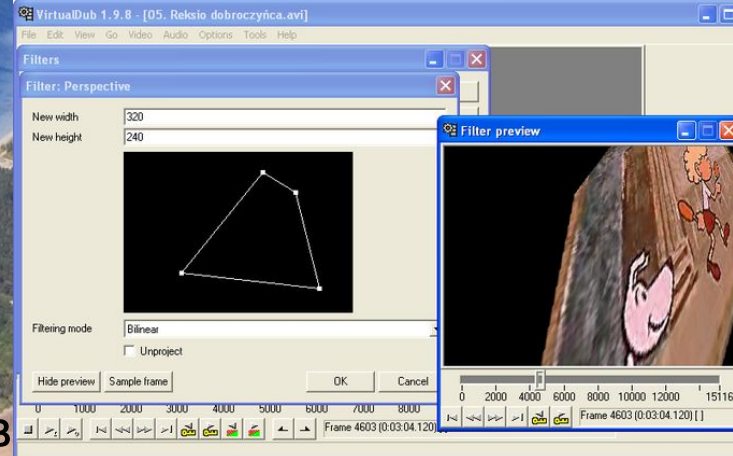 VirtualDub 1.9.8 - [05. Reksio dobroczyńca.avi]
File Edit View Go Video Audio Options Tools Help
Filters
Filter: Perspective
New width 320
New height 240
Filter preview
Filtering mode Bilinear
Unproject
Hide preview Sample frame OK Cancel
0 2000 4000 6000 8000 10000 12000 15116
Frame 4603 (0:03:04.120) [ ]
0 1000 2000 3000 4000 5000 6000 7000 8000
Frame 4603 (0:03:04.120)